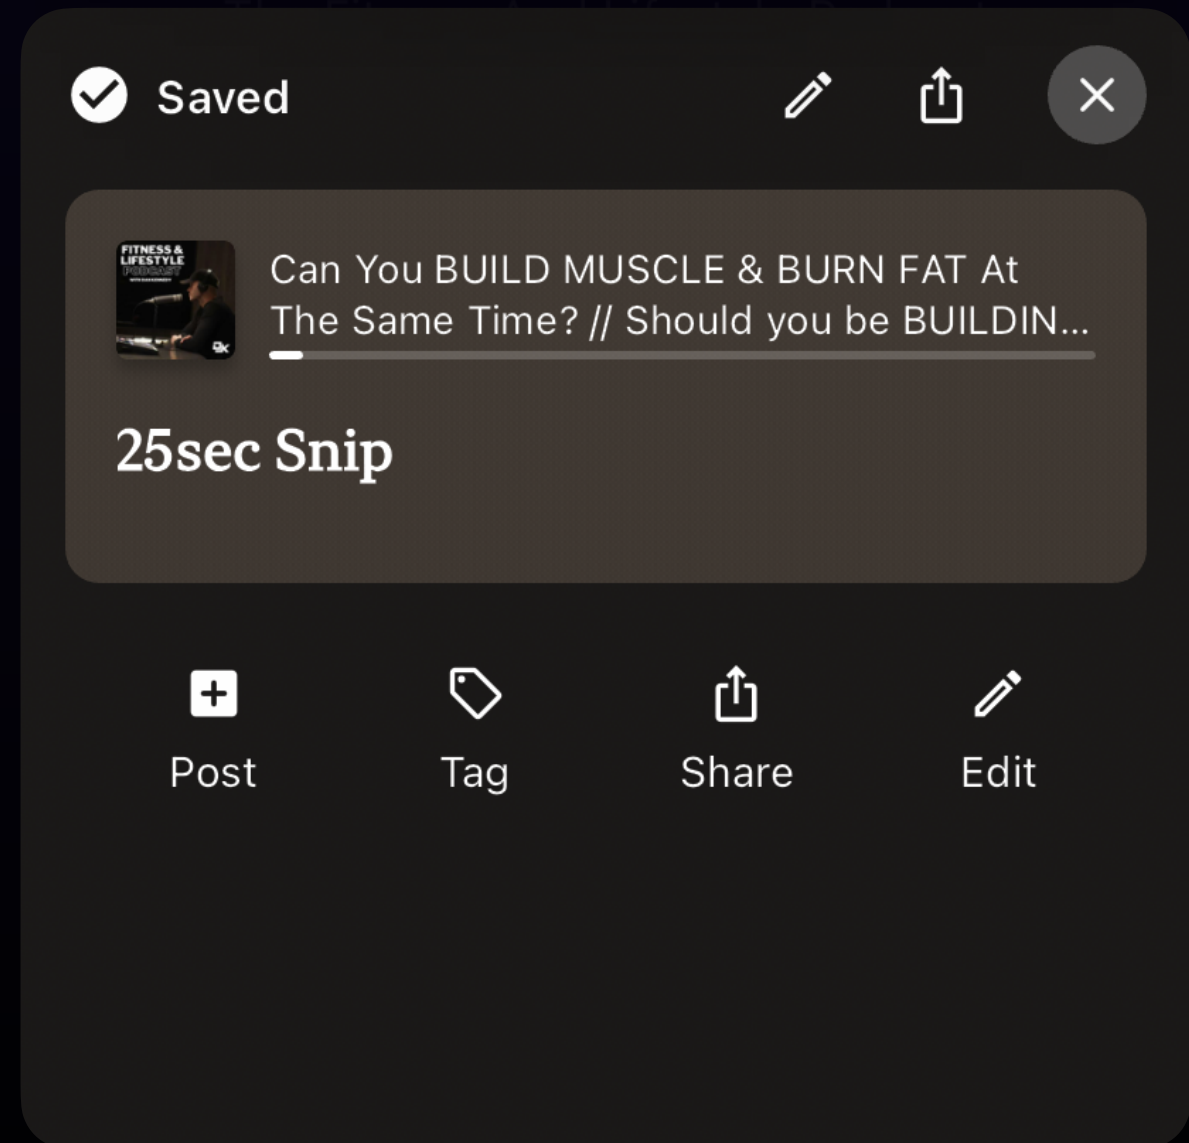 Saved
FITNESS &
LIFESTYLE
PODCAST
Can You BUILD MUSCLE & BURN FAT At
The Same Time? // Should you be BUILDIN...
25sec Snip
Post
Tag
Share
Edit